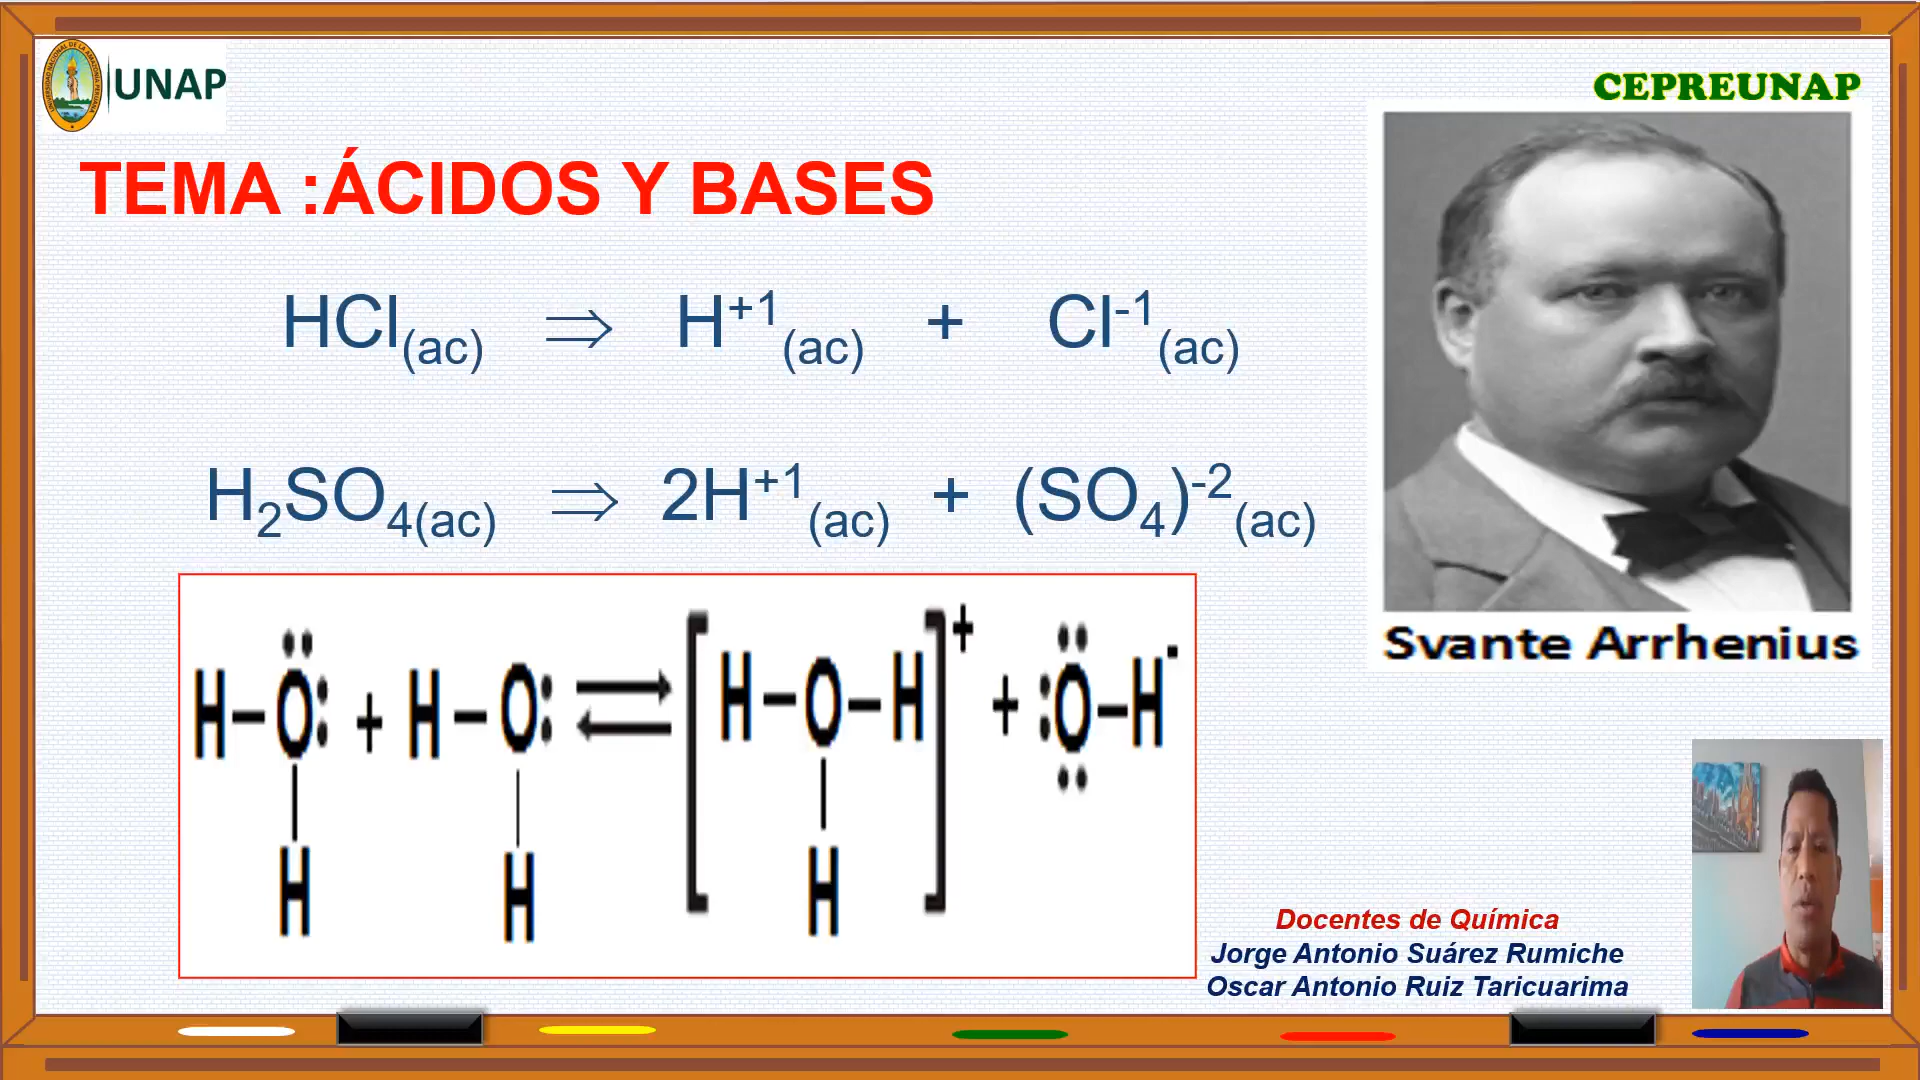 UNAP
CEPREUNAP
TEMA :ÁCIDOS Y BASES
HCl(ac) ⇒ H+1(ac) + Cl-1(ac)
H2SO4(ac) ⇒ 2H+1(ac) + (SO4)-2(ac)
H–O: + H–O: ⇌ [H–O–H]+ + :O–H-
H H H
Svante Arrhenius
Docentes de Química
Jorge Antonio Suárez Rumiche
Oscar Antonio Ruiz Taricuarima